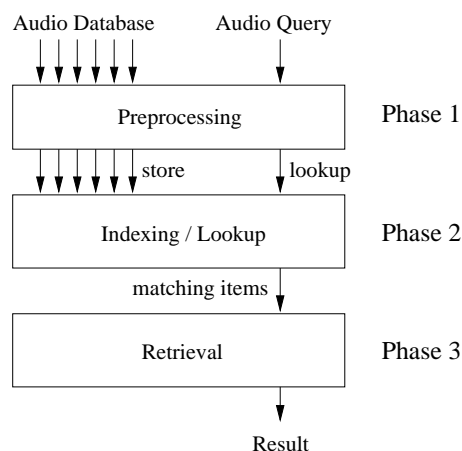 Audio Database Audio Query
Preprocessing Phase 1
store lookup
Indexing / Lookup Phase 2
matching items
Retrieval Phase 3
Result